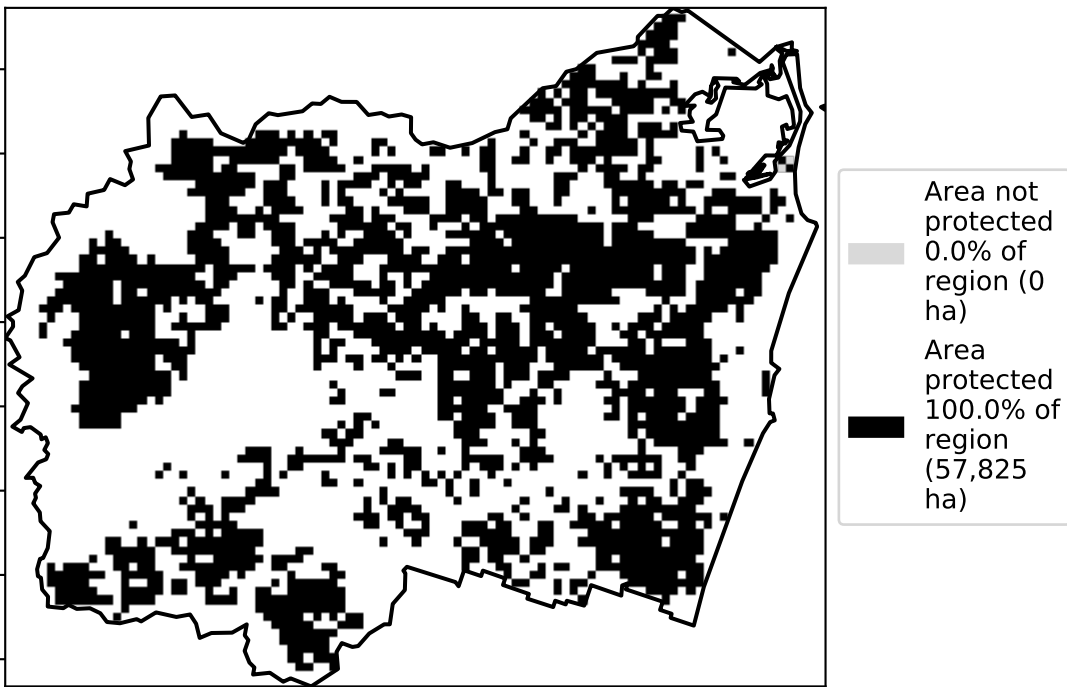 Area not
protected
0.0% of
region (0
ha)
Area
protected
100.0% of
region
(57,825
ha)